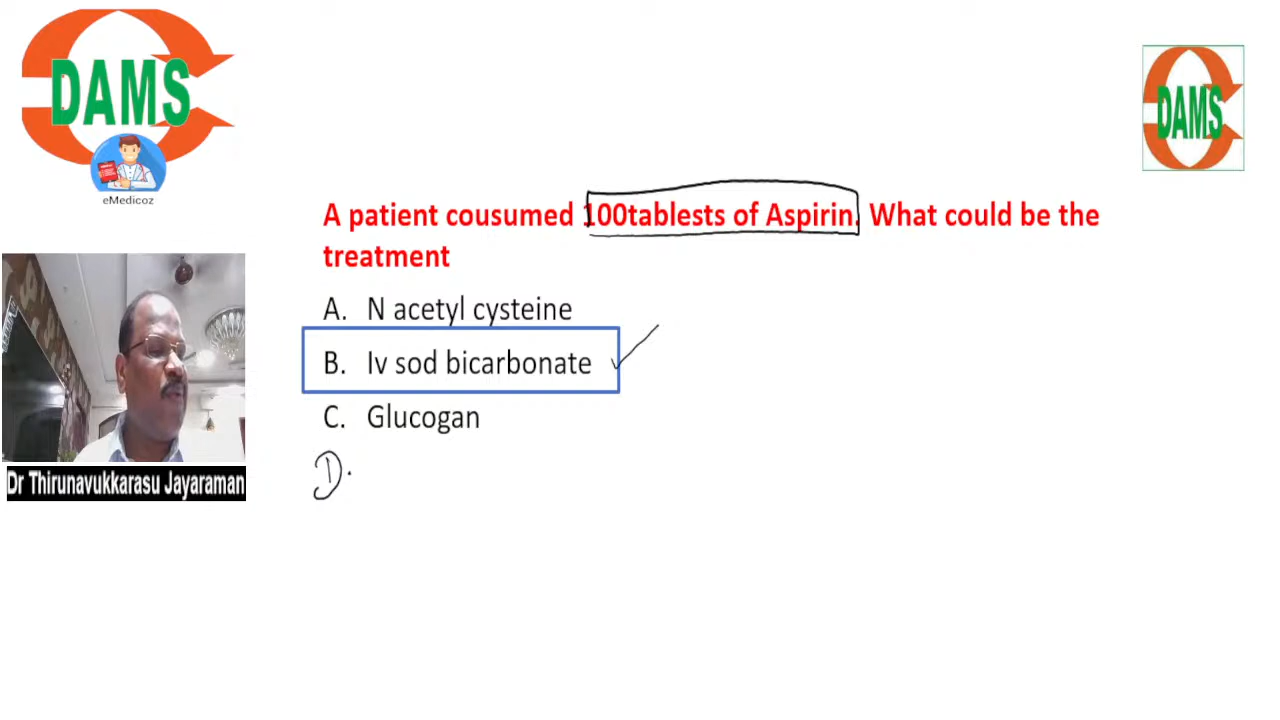 DAMS
eMedicoz
DAMS
A patient cousumed 100tablests of Aspirin. What could be the
treatment
A. N acetyl cysteine
B. Iv sod bicarbonate
C. Glucogan
D.
Dr Thirunavukkarasu Jayaraman